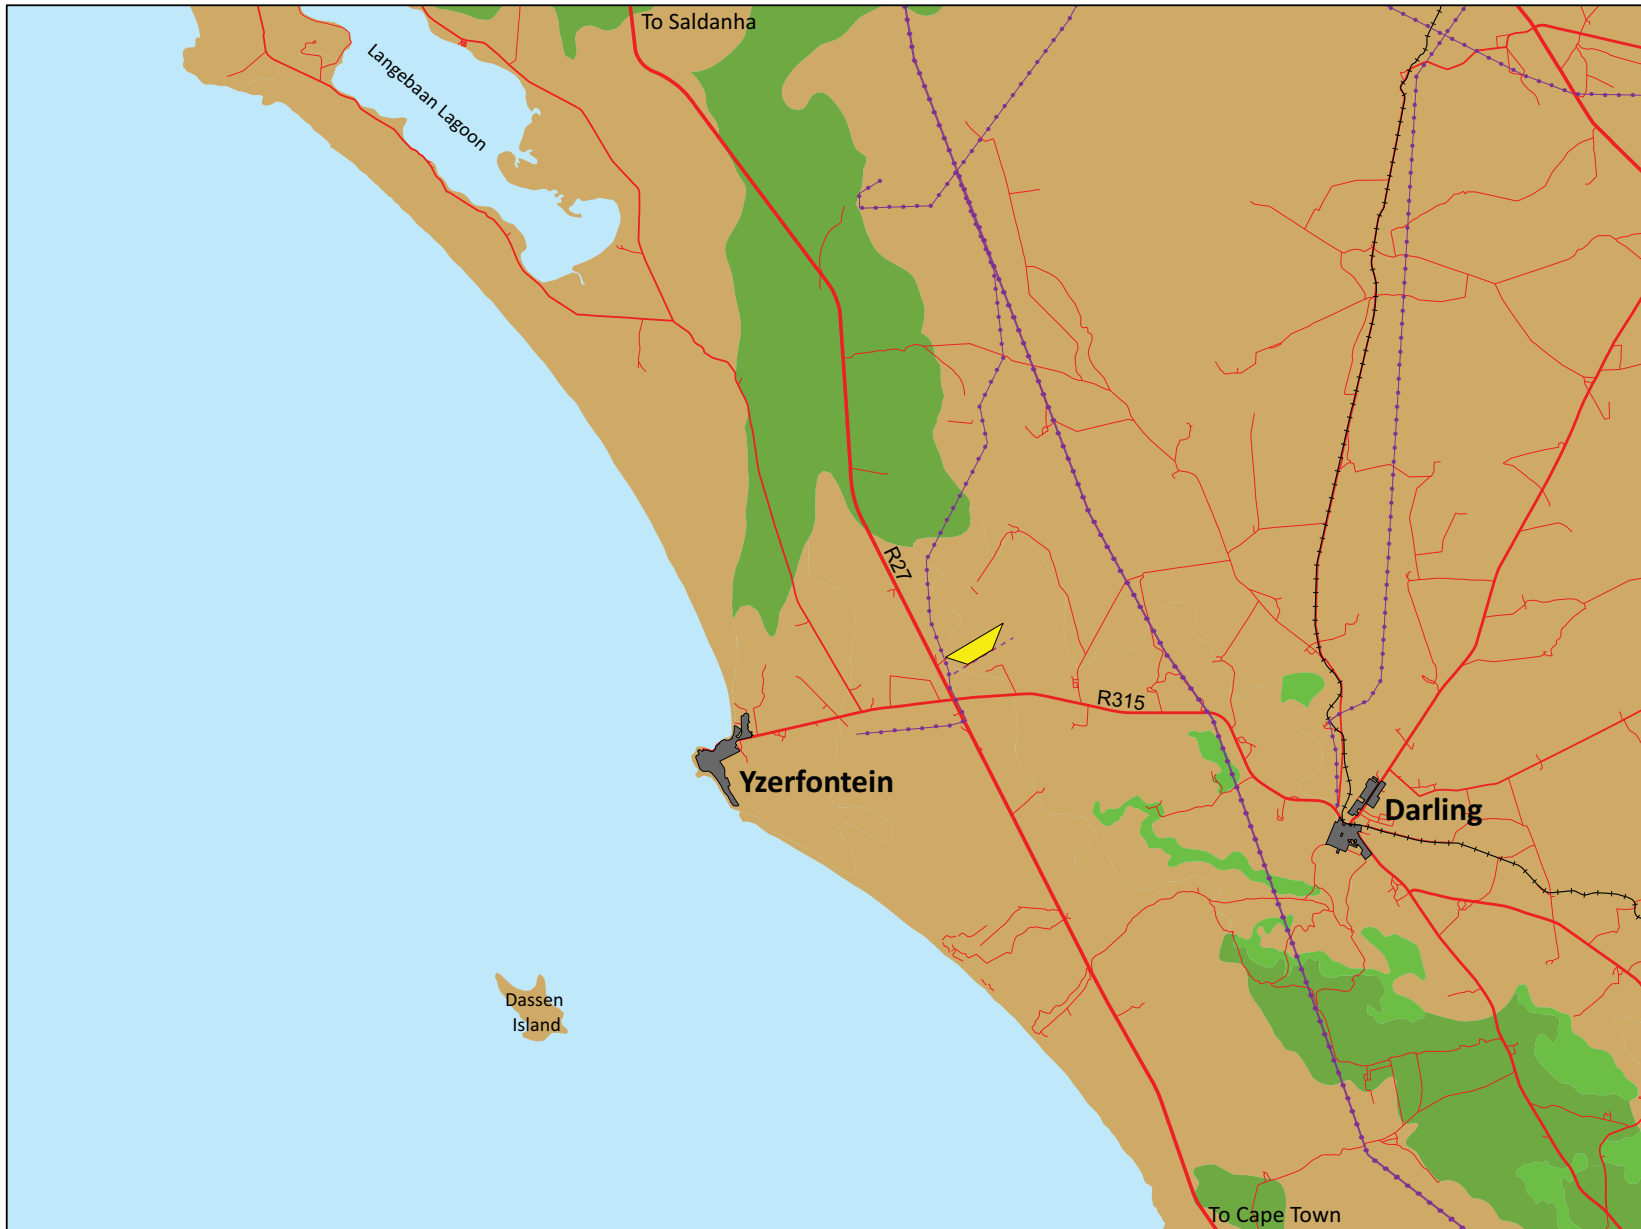 To Saldanha
Langebaan Lagoon
R27
R315
Yzerfontein
Darling
Dassen
Island
To Cape Town